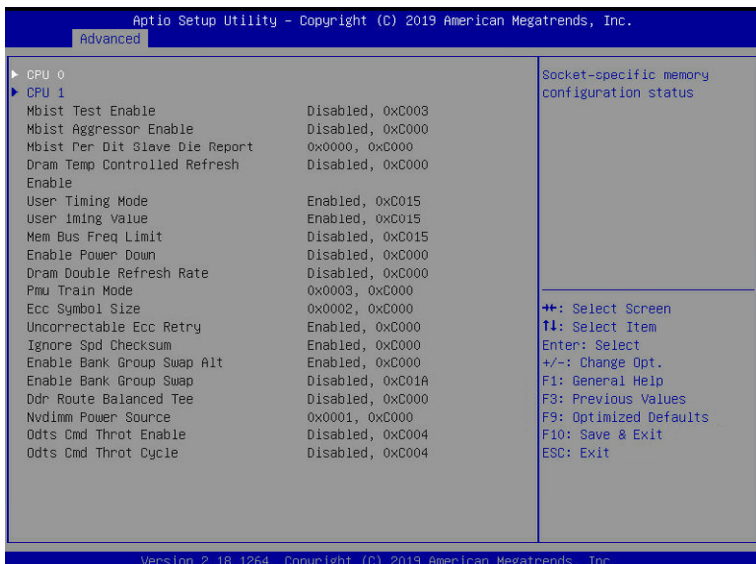 Aptio Setup Utility – Copyright (C) 2019 American Megatrends, Inc.
Advanced
CPU 0
CPU 1
Mbist Test Enable Disabled, 0xC003
Mbist Aggressor Enable Disabled, 0xC000
Mbist Per Bit Slave Die Report 0x0000, 0xC000
Dram Temp Controlled Refresh Disabled, 0xC000
Enable
User Timing Mode Enabled, 0xC015
User iming Value Enabled, 0xC015
Mem Bus Freq Limit Disabled, 0xC015
Enable Power Down Disabled, 0xC000
Dram Double Refresh Rate Disabled, 0xC000
Pmu Train Mode 0x0003, 0xC000
Ecc Symbol Size 0x0002, 0xC000
Uncorrectable Ecc Retry Enabled, 0xC000
Ignore Spd Checksum Enabled, 0xC000
Enable Bank Group Swap Alt Enabled, 0xC000
Enable Bank Group Swap Disabled, 0xC01A
Ddr Route Balanced Tee Disabled, 0xC000
Nvdimm Power Source 0x0001, 0xC000
Odts Cmd Throt Enable Disabled, 0xC004
Odts Cmd Throt Cycle Disabled, 0xC004
Socket-specific memory
configuration status
→←: Select Screen
↑↓: Select Item
Enter: Select
+/-: Change Opt.
F1: General Help
F3: Previous Values
F9: Optimized Defaults
F10: Save & Exit
ESC: Exit
Version 2.18.1264. Copyright (C) 2019 American Megatrends, Inc.